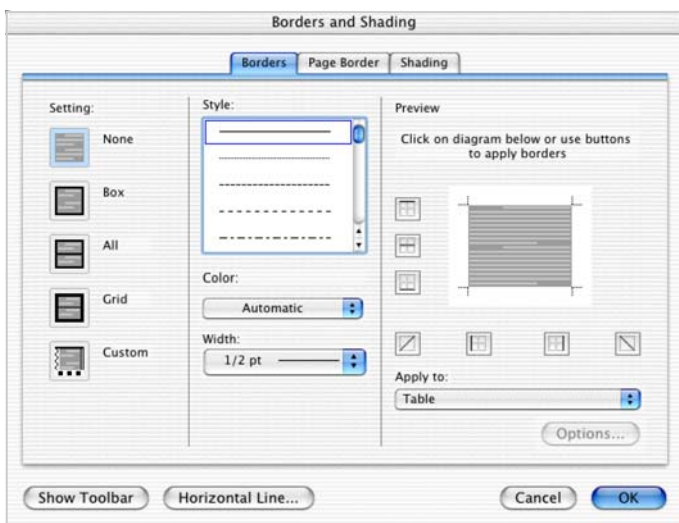 Borders and Shading
Borders
Page Border
Shading
Setting:
None
Box
All
Grid
Custom
Style:
Color:
Automatic
Width:
1/2 pt
Preview
Click on diagram below or use buttons
to apply borders
Apply to:
Table
Options...
Show Toolbar
Horizontal Line...
Cancel
OK